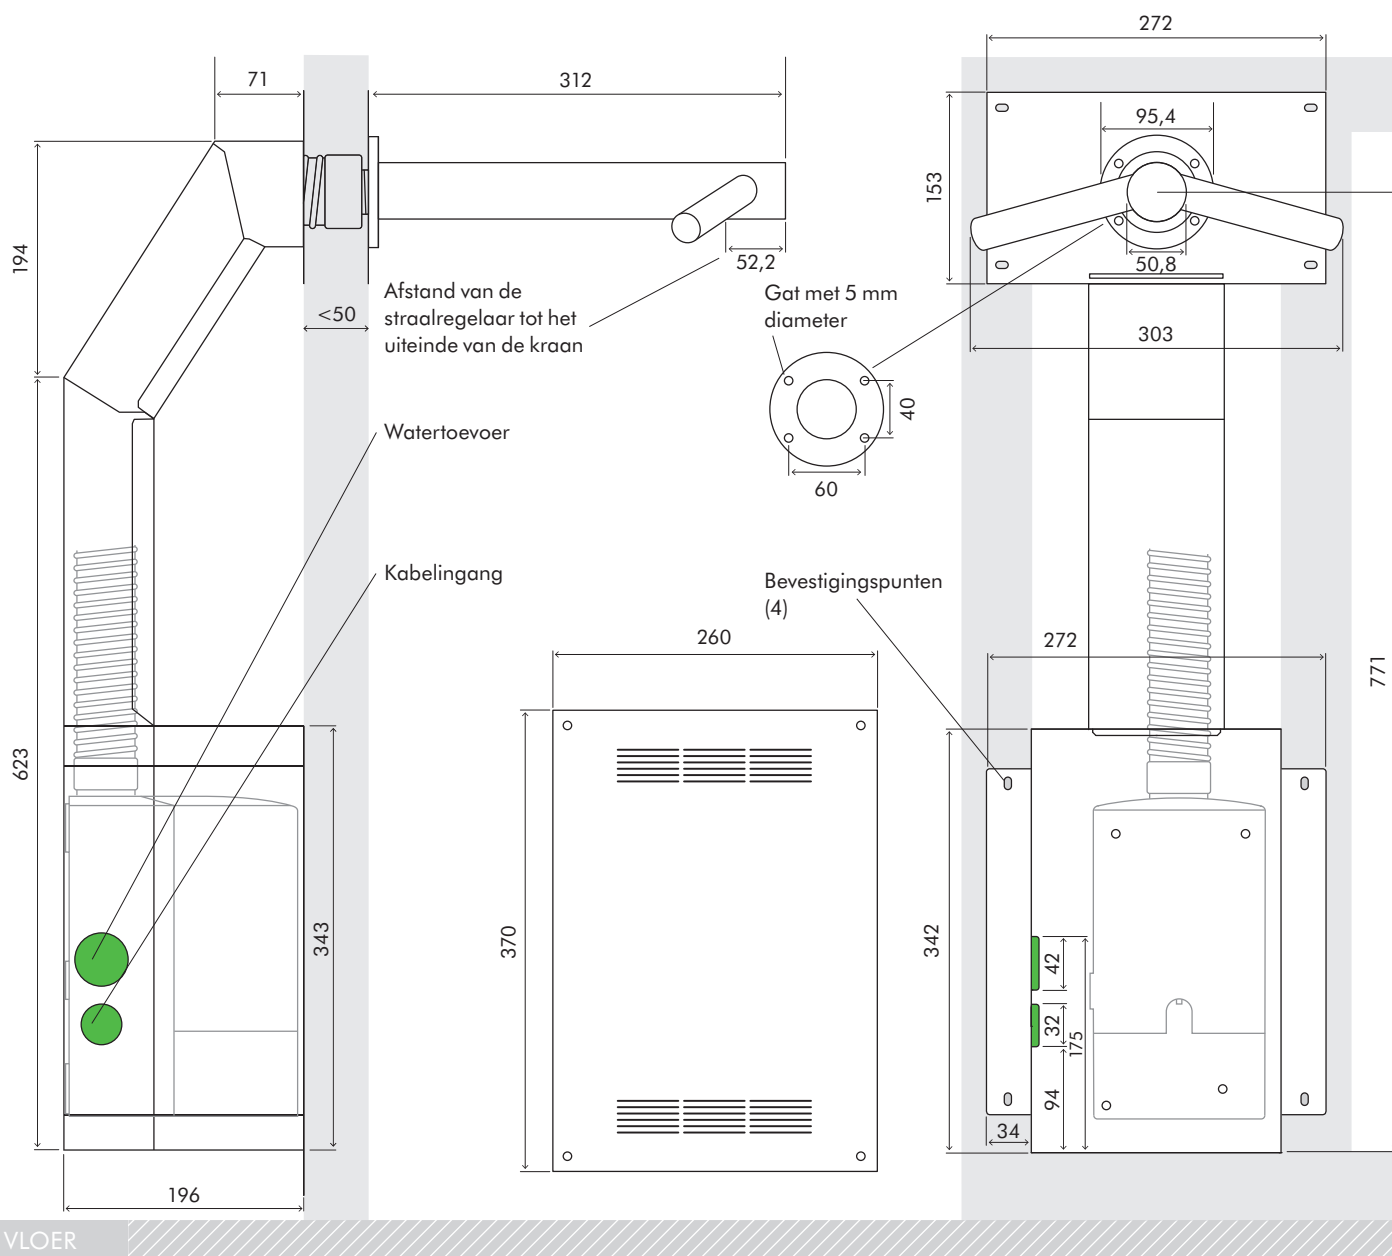 272
71
312
95,4
153
194
52,2
50,8
Afstand van de
straalregelaar tot het
uiteinde van de kraan
<50
Gat met 5 mm
diameter
303
40
60
Watertoevoer
Kabelingang
Bevestigingspunten
(4)
260
272
771
623
343
370
342
42
32
175
94
34
196
VLOER